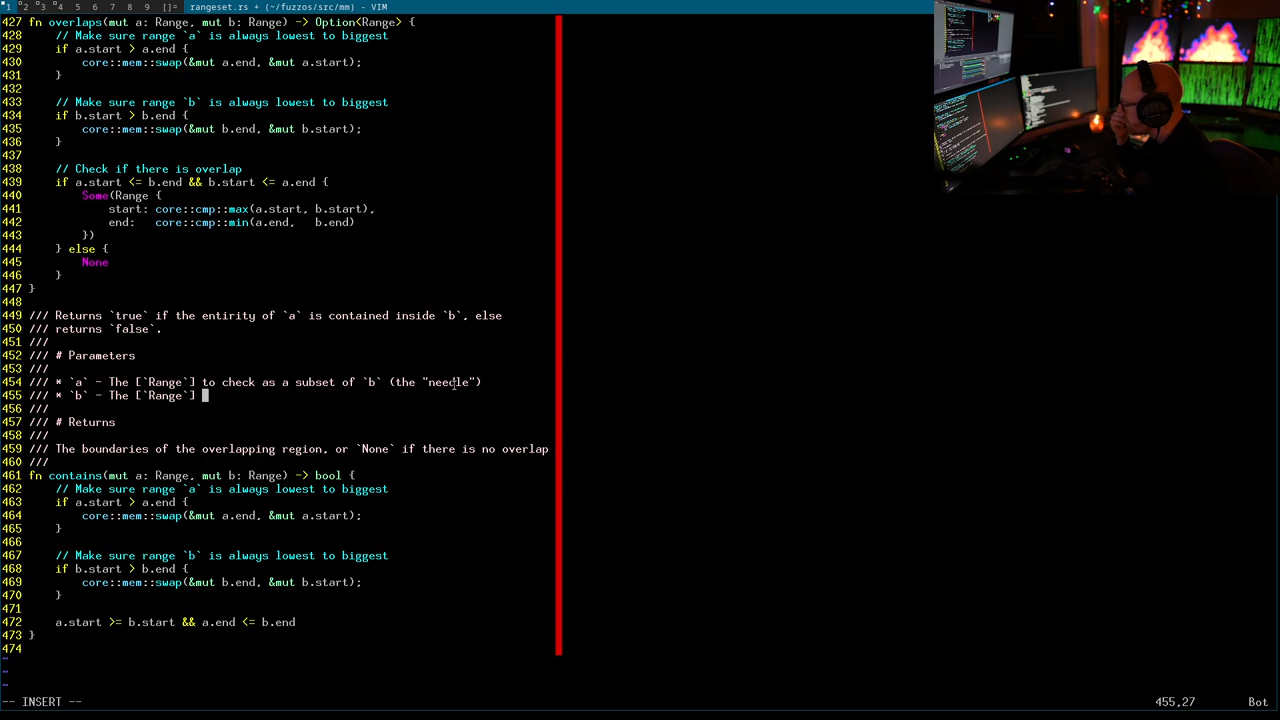 1 2 3 4 5 6 7 8 9 []= rangeset.rs + (~/fuzzos/src/mm) - VIM
427 fn overlaps(mut a: Range, mut b: Range) -> Option<Range> {
428     // Make sure range `a` is always lowest to biggest
429     if a.start > a.end {
430         core::mem::swap(&mut a.end, &mut a.start);
431     }
432
433     // Make sure range `b` is always lowest to biggest
434     if b.start > b.end {
435         core::mem::swap(&mut b.end, &mut b.start);
436     }
437
438     // Check if there is overlap
439     if a.start <= b.end && b.start <= a.end {
440         Some(Range {
441             start: core::cmp::max(a.start, b.start),
442             end:   core::cmp::min(a.end,   b.end)
443         })
444     } else {
445         None
446     }
447 }
448
449 /// Returns `true` if the entirity of `a` is contained inside `b`, else
450 /// returns `false`.
451 ///
452 /// # Parameters
453 ///
454 /// * `a` - The [`Range`] to check as a subset of `b` (the "needle")
455 /// * `b` - The [`Range`]
456 ///
457 /// # Returns
458 ///
459 /// The boundaries of the overlapping region, or `None` if there is no overlap
460 ///
461 fn contains(mut a: Range, mut b: Range) -> bool {
462     // Make sure range `a` is always lowest to biggest
463     if a.start > a.end {
464         core::mem::swap(&mut a.end, &mut a.start);
465     }
466
467     // Make sure range `b` is always lowest to biggest
468     if b.start > b.end {
469         core::mem::swap(&mut b.end, &mut b.start);
470     }
471
472     a.start >= b.start && a.end <= b.end
473 }
474
~
~
~
-- INSERT -- 455,27 Bot